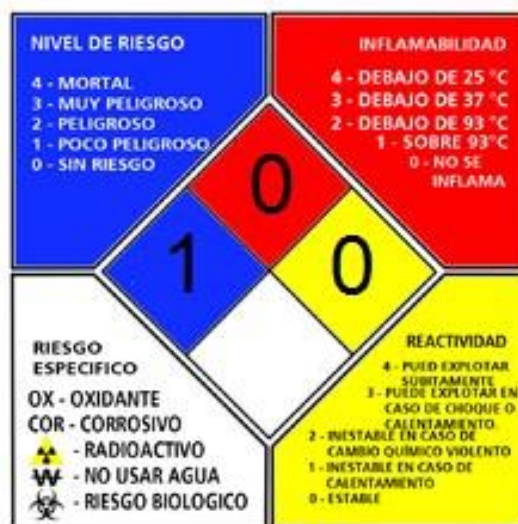 NIVEL DE RIESGO
4 - MORTAL
3 - MUY PELIGROSO
2 - PELIGROSO
1 - POCO PELIGROSO
0 - SIN RIESGO
INFLAMABILIDAD
4 - DEBAJO DE 25 °C
3 - DEBAJO DE 37 °C
2 - DEBAJO DE 93 °C
1 - SOBRE 93°C
0 - NO SE
INFLAMA
0
1
0
RIESGO
ESPECIFICO
OX - OXIDANTE
COR - CORROSIVO
- RADIOACTIVO
W - NO USAR AGUA
- RIESGO BIOLOGICO
REACTIVIDAD
4 - PUED EXPLOTAR
SÚBITAMENTE
3 - PUEDE EXPLOTAR EN
CASO DE CHOQUE O
CALENTAMIENTO.
2 - INESTABLE EN CASO DE
CAMBIO QUÍMICO VIOLENTO
1 - INESTABLE EN CASO DE
CALENTAMIENTO
0 - ESTABLE